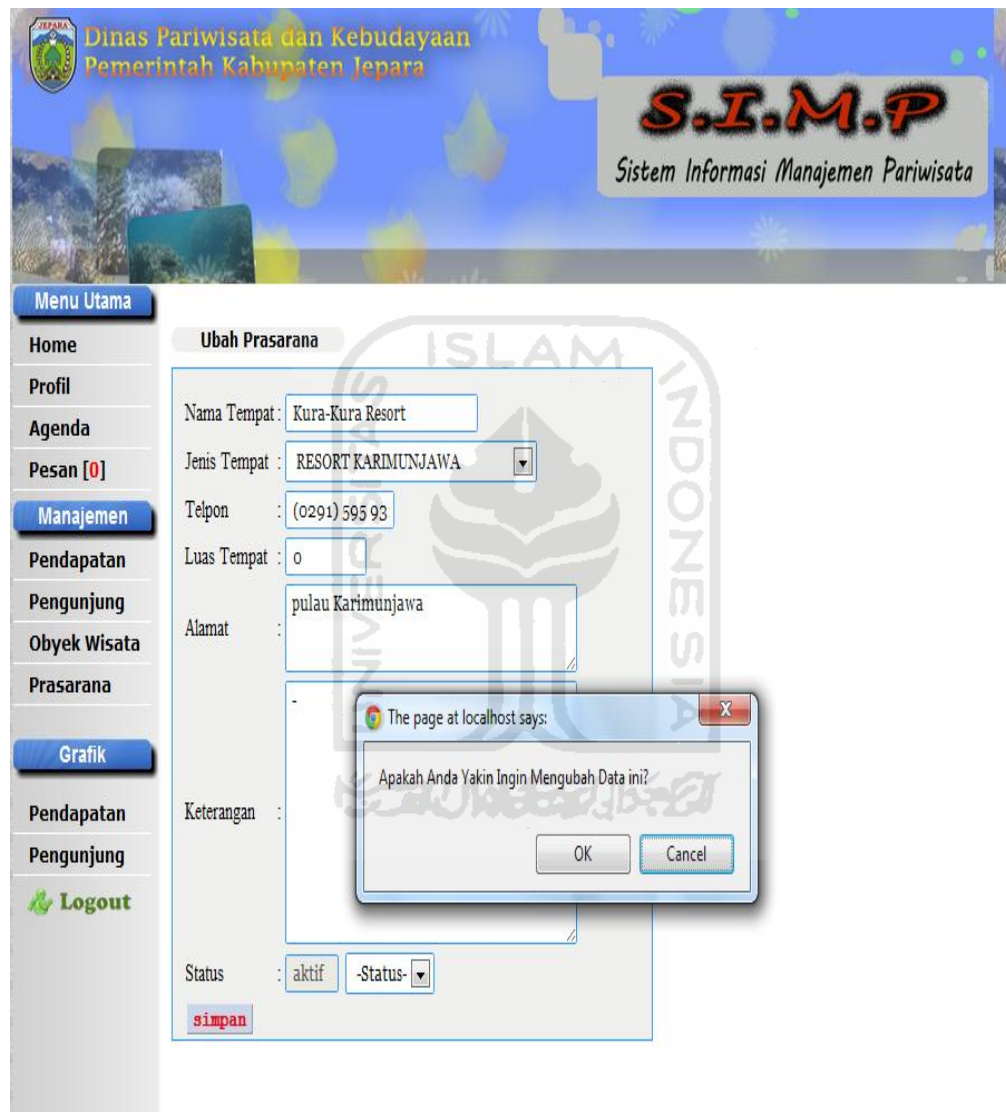 JEPARA
Dinas Pariwisata dan Kebudayaan
Pemerintah Kabupaten Jepara
S.I.M.P
Sistem Informasi Manajemen Pariwisata
Menu Utama
Home
Profil
Agenda
Pesan [0]
Manajemen
Pendapatan
Pengunjung
Obyek Wisata
Prasarana
Grafik
Pendapatan
Pengunjung
Logout
Ubah Prasarana
Nama Tempat : Kura-Kura Resort
Jenis Tempat : RESORT KARIMUNJAWA
Telpon : (0291) 595 93
Luas Tempat : 0
Alamat : pulau Karimunjawa
Keterangan : -
Status : aktif -Status-
simpan
The page at localhost says:
X
Apakah Anda Yakin Ingin Mengubah Data ini?
OK Cancel
UNIVERSITAS
ISLAM
INDONESIA